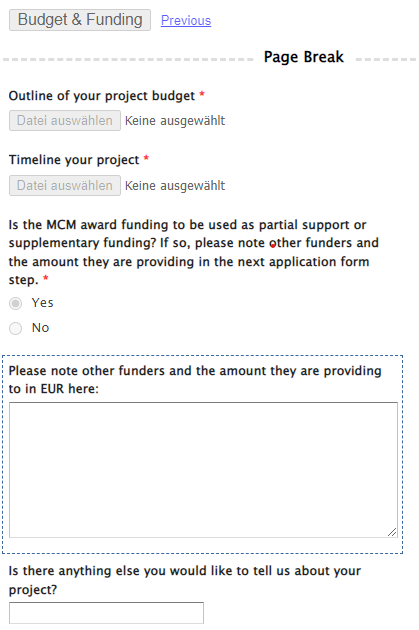 Budget & Funding Previous
Page Break
Outline of your project budget *
Datei auswählen Keine ausgewählt
Timeline your project *
Datei auswählen Keine ausgewählt
Is the MCM award funding to be used as partial support or
supplementary funding? If so, please note other funders and
the amount they are providing in the next application form
step. *
Yes
No
Please note other funders and the amount they are providing
to in EUR here:
Is there anything else you would like to tell us about your
project?